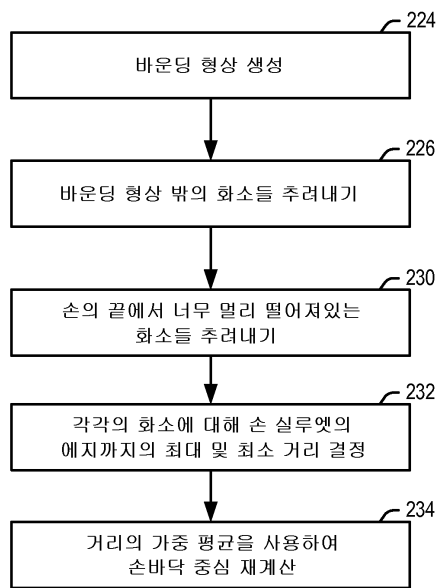 224
바운딩 형상 생성
226
바운딩 형상 밖의 화소들 추려내기
230
손의 끝에서 너무 멀리 떨어져있는
화소들 추려내기
232
각각의 화소에 대해 손 실루엣의
에지까지의 최대 및 최소 거리 결정
234
거리의 가중 평균을 사용하여
손바닥 중심 재계산